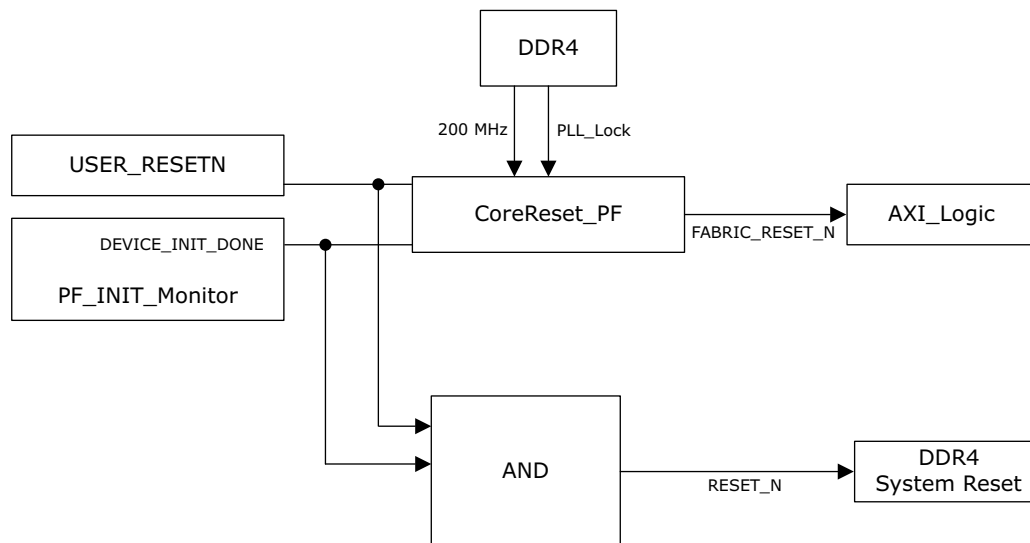 DDR4
200 MHz
PLL_Lock
USER_RESETN
CoreReset_PF
AXI_Logic
FABRIC_RESET_N
DEVICE_INIT_DONE
PF_INIT_Monitor
AND
DDR4
System Reset
RESET_N